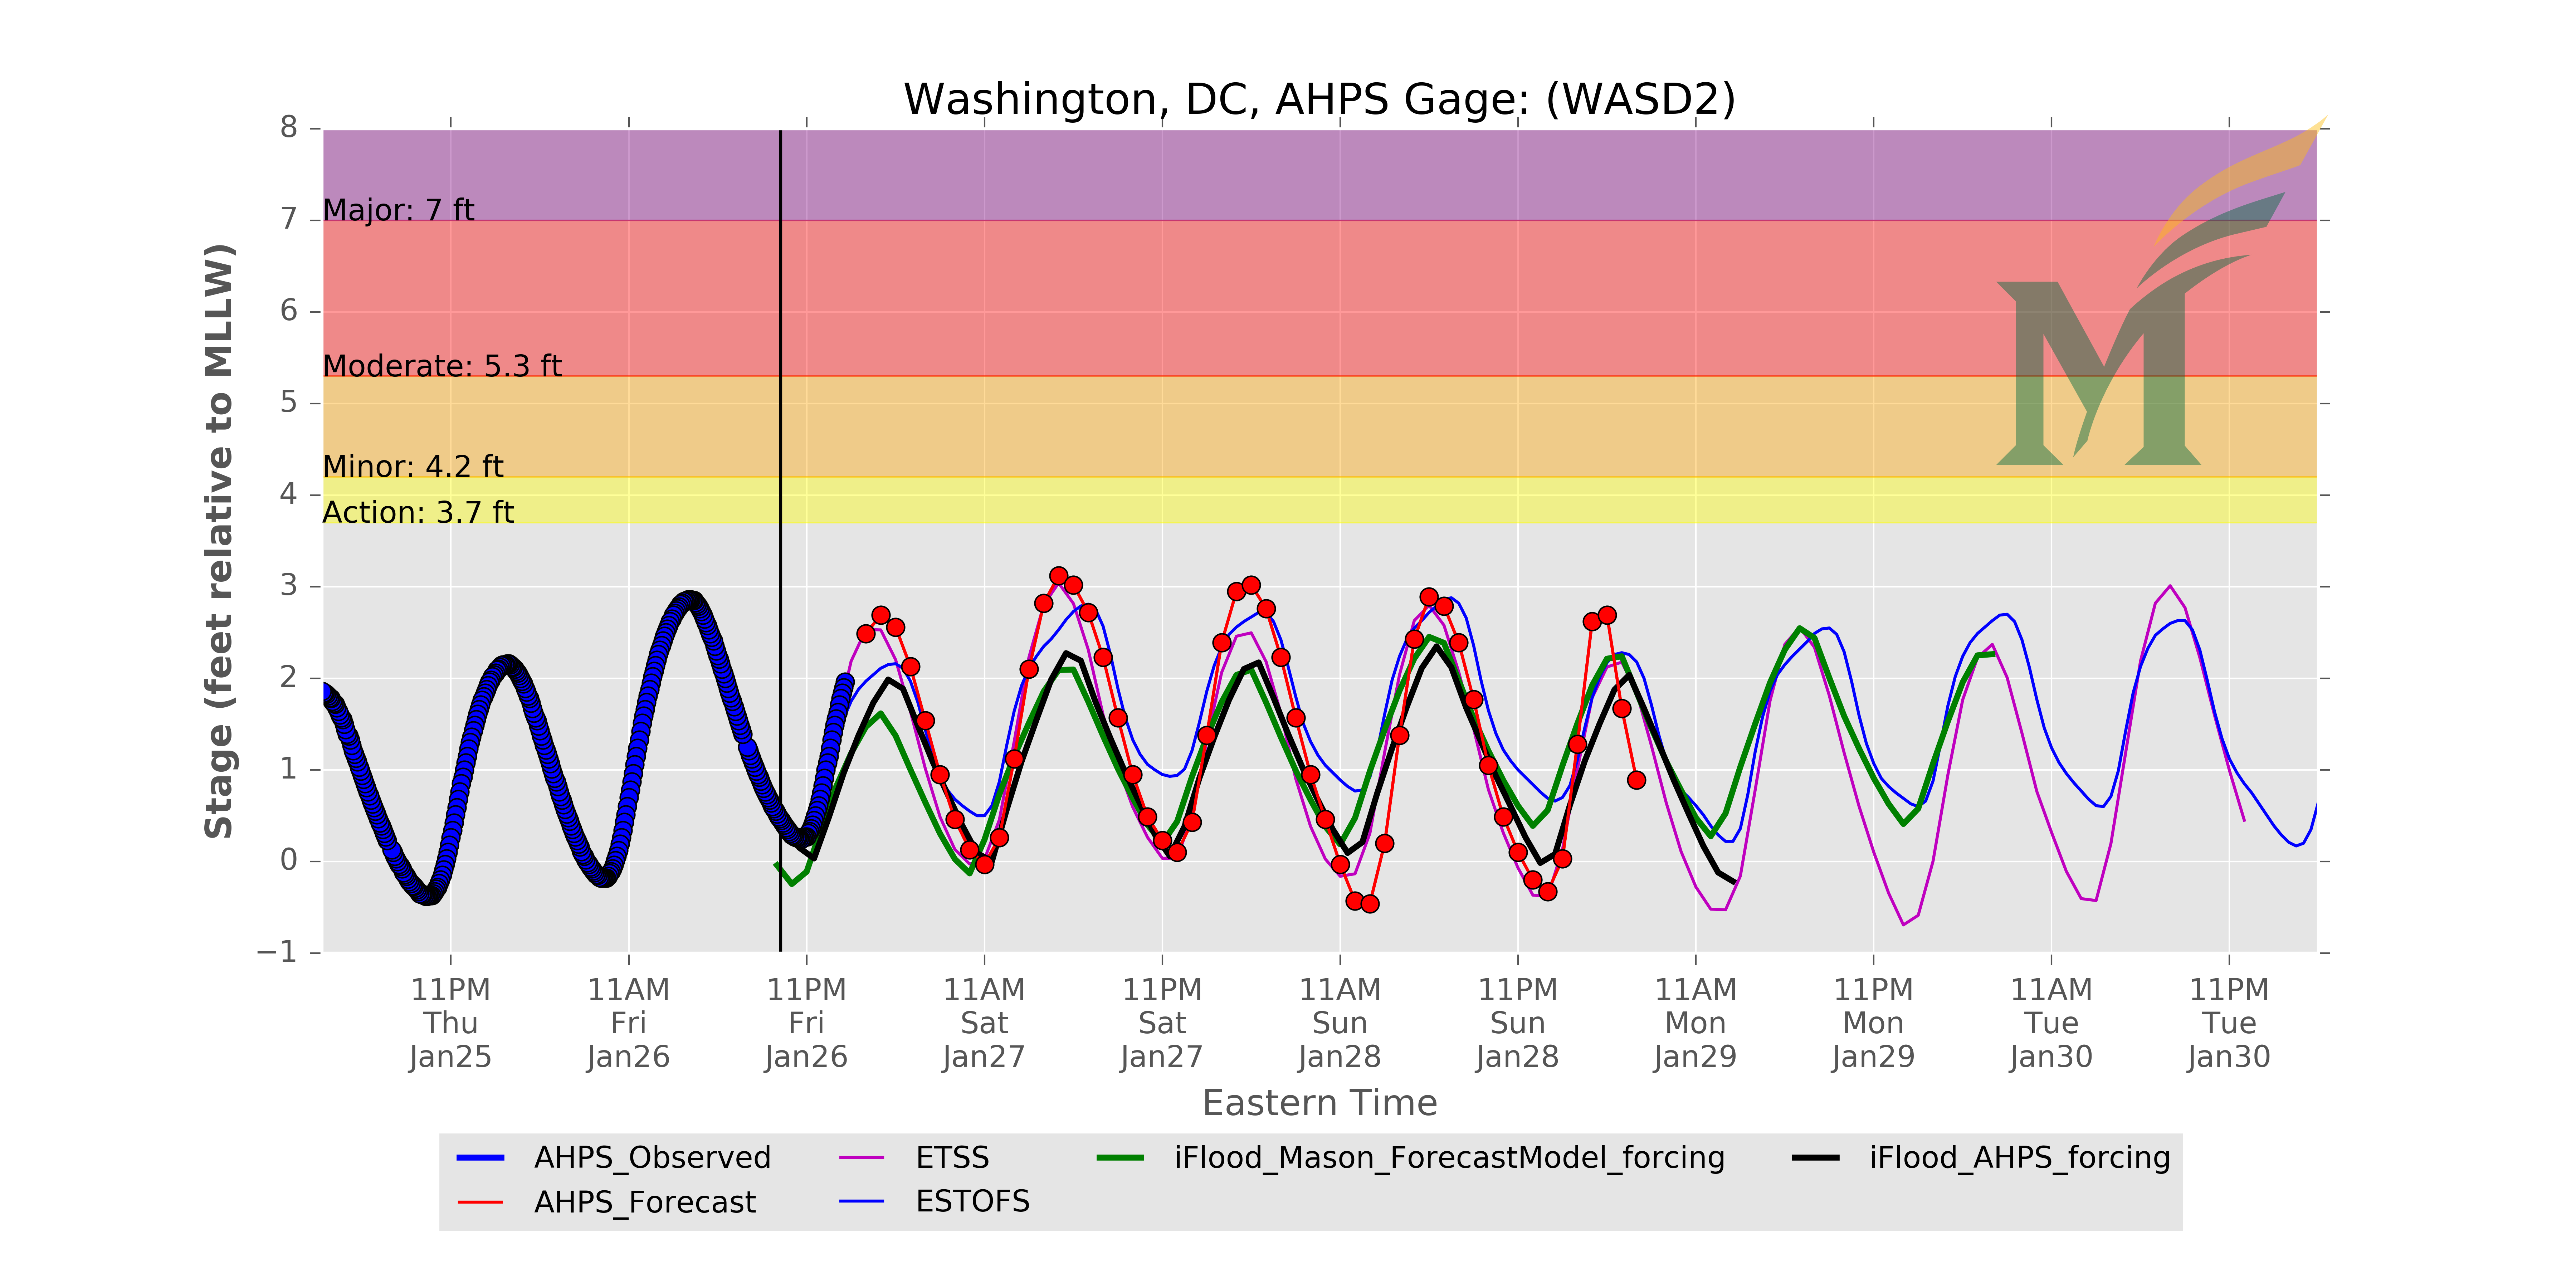 Washington, DC, AHPS Gage: (WASD2)
8
7
6
5
4
3
2
1
0
−1
Stage (feet relative to MLLW)
Major: 7 ft
Moderate: 5.3 ft
Minor: 4.2 ft
Action: 3.7 ft
M
11PM 11AM 11PM 11AM 11PM 11AM 11PM 11AM 11PM 11AM 11PM
Thu Fri Fri Sat Sat Sun Sun Mon Mon Tue Tue
Jan25 Jan26 Jan26 Jan27 Jan27 Jan28 Jan28 Jan29 Jan29 Jan30 Jan30
Eastern Time
AHPS_Observed ETSS iFlood_Mason_ForecastModel_forcing iFlood_AHPS_forcing
AHPS_Forecast ESTOFS